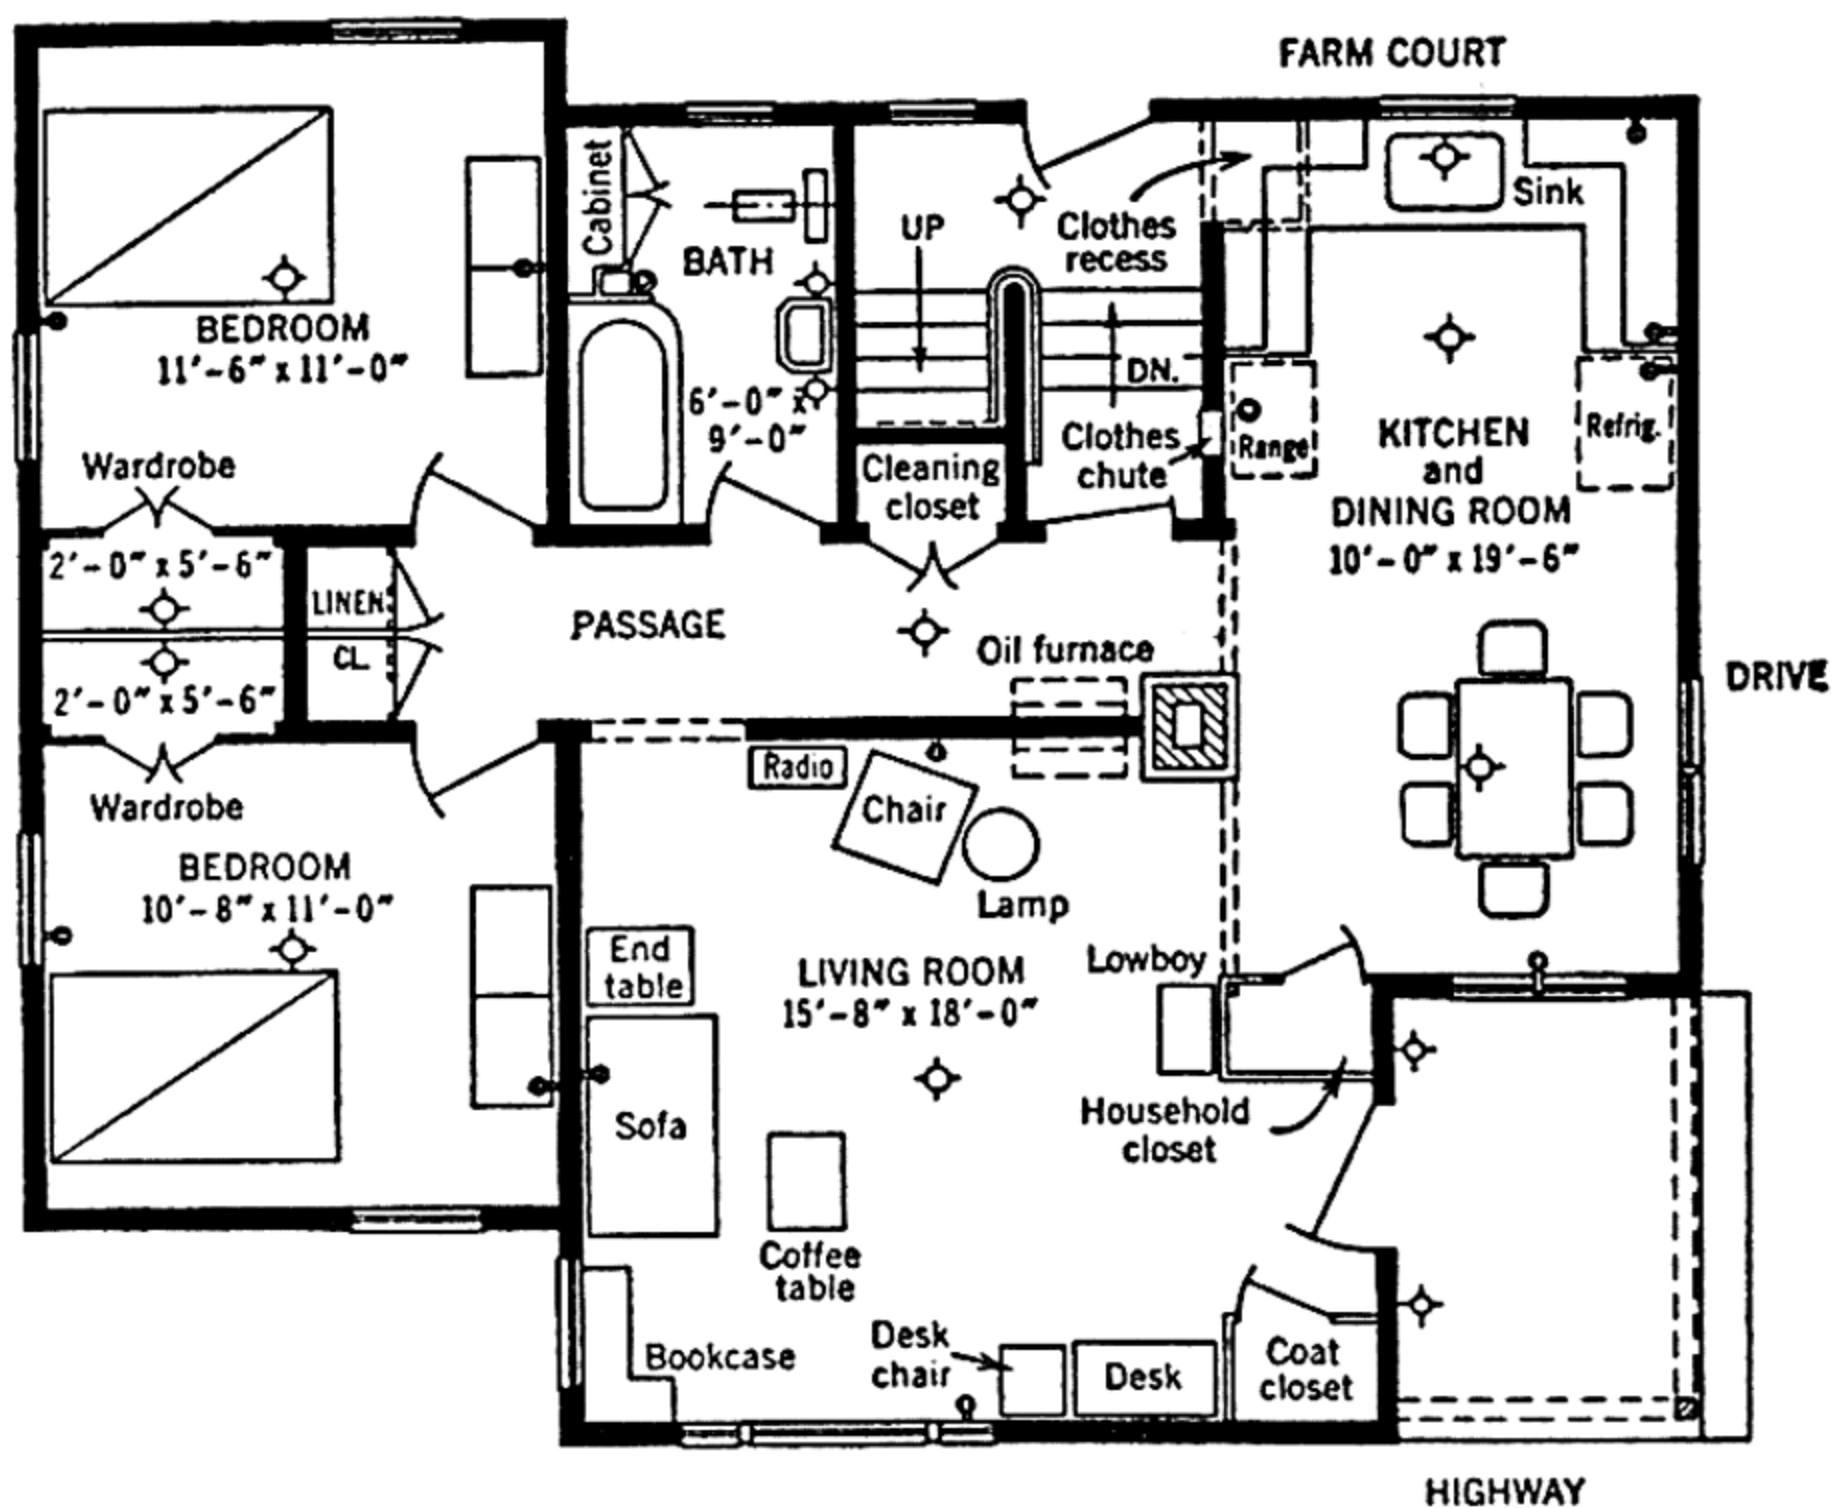 FARM COURT
Cabinet
BATH
6'-0" x
9'-0"
UP
Clothes
recess
Sink
BEDROOM
11'-6" x 11'-0"
DN.
Clothes
chute
Range
Refrig.
KITCHEN
and
DINING ROOM
10'-0" x 19'-6"
Wardrobe
Cleaning
closet
2'-0" x 5'-6"
LINEN
CL.
2'-0" x 5'-6"
PASSAGE
Oil furnace
DRIVE
Wardrobe
Radio
Chair
Lamp
BEDROOM
10'-8" x 11'-0"
End
table
LIVING ROOM
15'-8" x 18'-0"
Lowboy
Sofa
Household
closet
Coffee
table
Bookcase
Desk
chair
Desk
Coat
closet
HIGHWAY